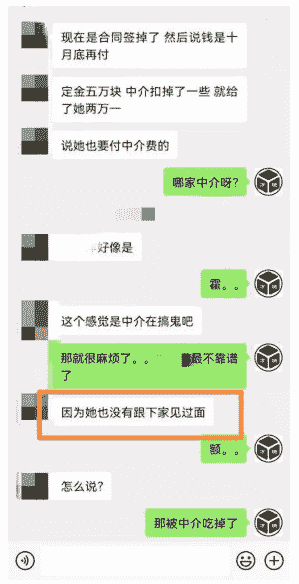 现在是合同签掉了 然后说钱是十
月底再付
定金五万块 中介扣掉了一些 就给
了她两万一
说她也要付中介费的
哪家中介呀?
好像是
霍。。
这个感觉是中介在搞鬼吧
那就很麻烦了。。 最不靠谱
了
因为她也没有跟下家见过面
额。。
怎么说?
那被中介吃掉了